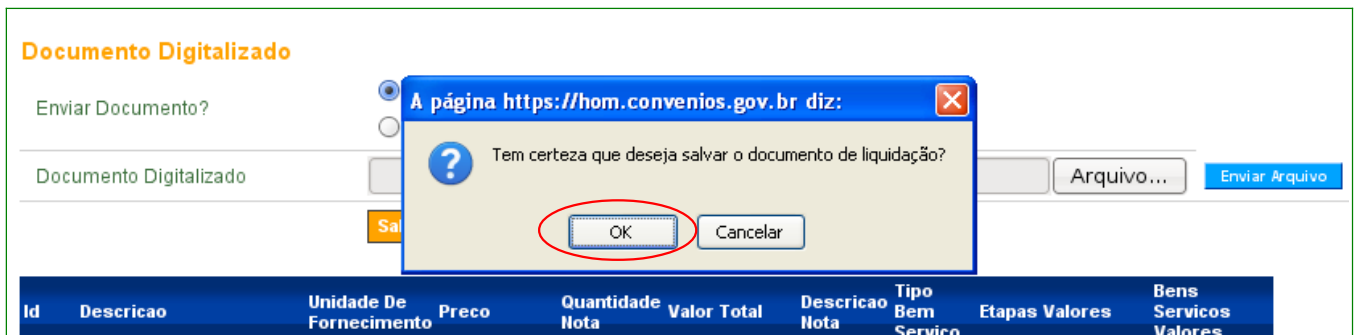 Documento Digitalizado
A página https://hom.convenios.gov.br diz:
Enviar Documento?
Tem certeza que deseja salvar o documento de liquidação?
Documento Digitalizado
Arquivo...
Enviar Arquivo
OK
Cancelar
Id
Descricao
Unidade De
Fornecimento
Preco
Quantidade
Nota
Valor Total
Descricao
Nota
Tipo
Bem
Servico
Etapas Valores
Bens
Servicos
Valores